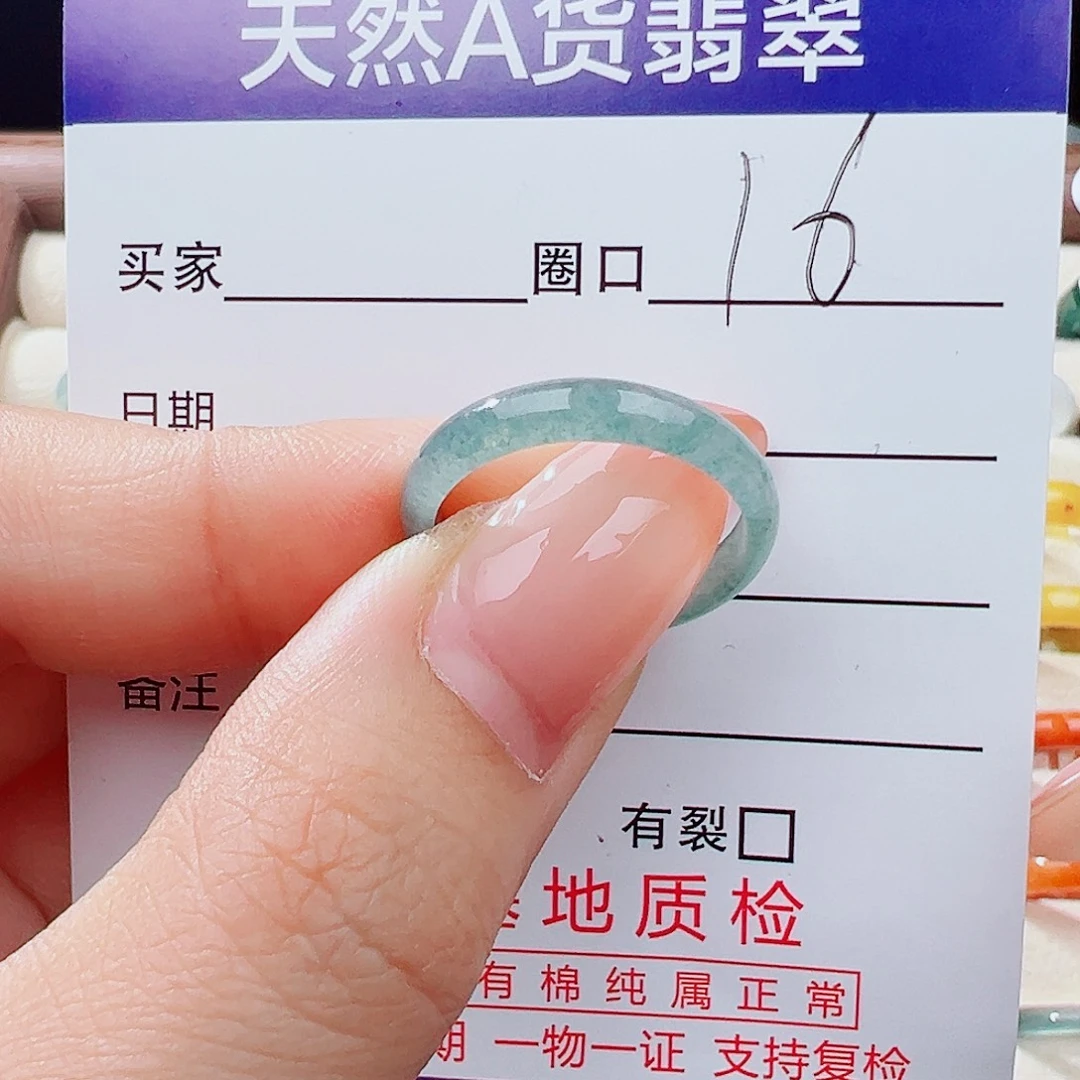 天然A货翡翠
买家 圈口 16
日期
备注
有裂
地质检
有棉纯属正常
期 一物一证 支持复检